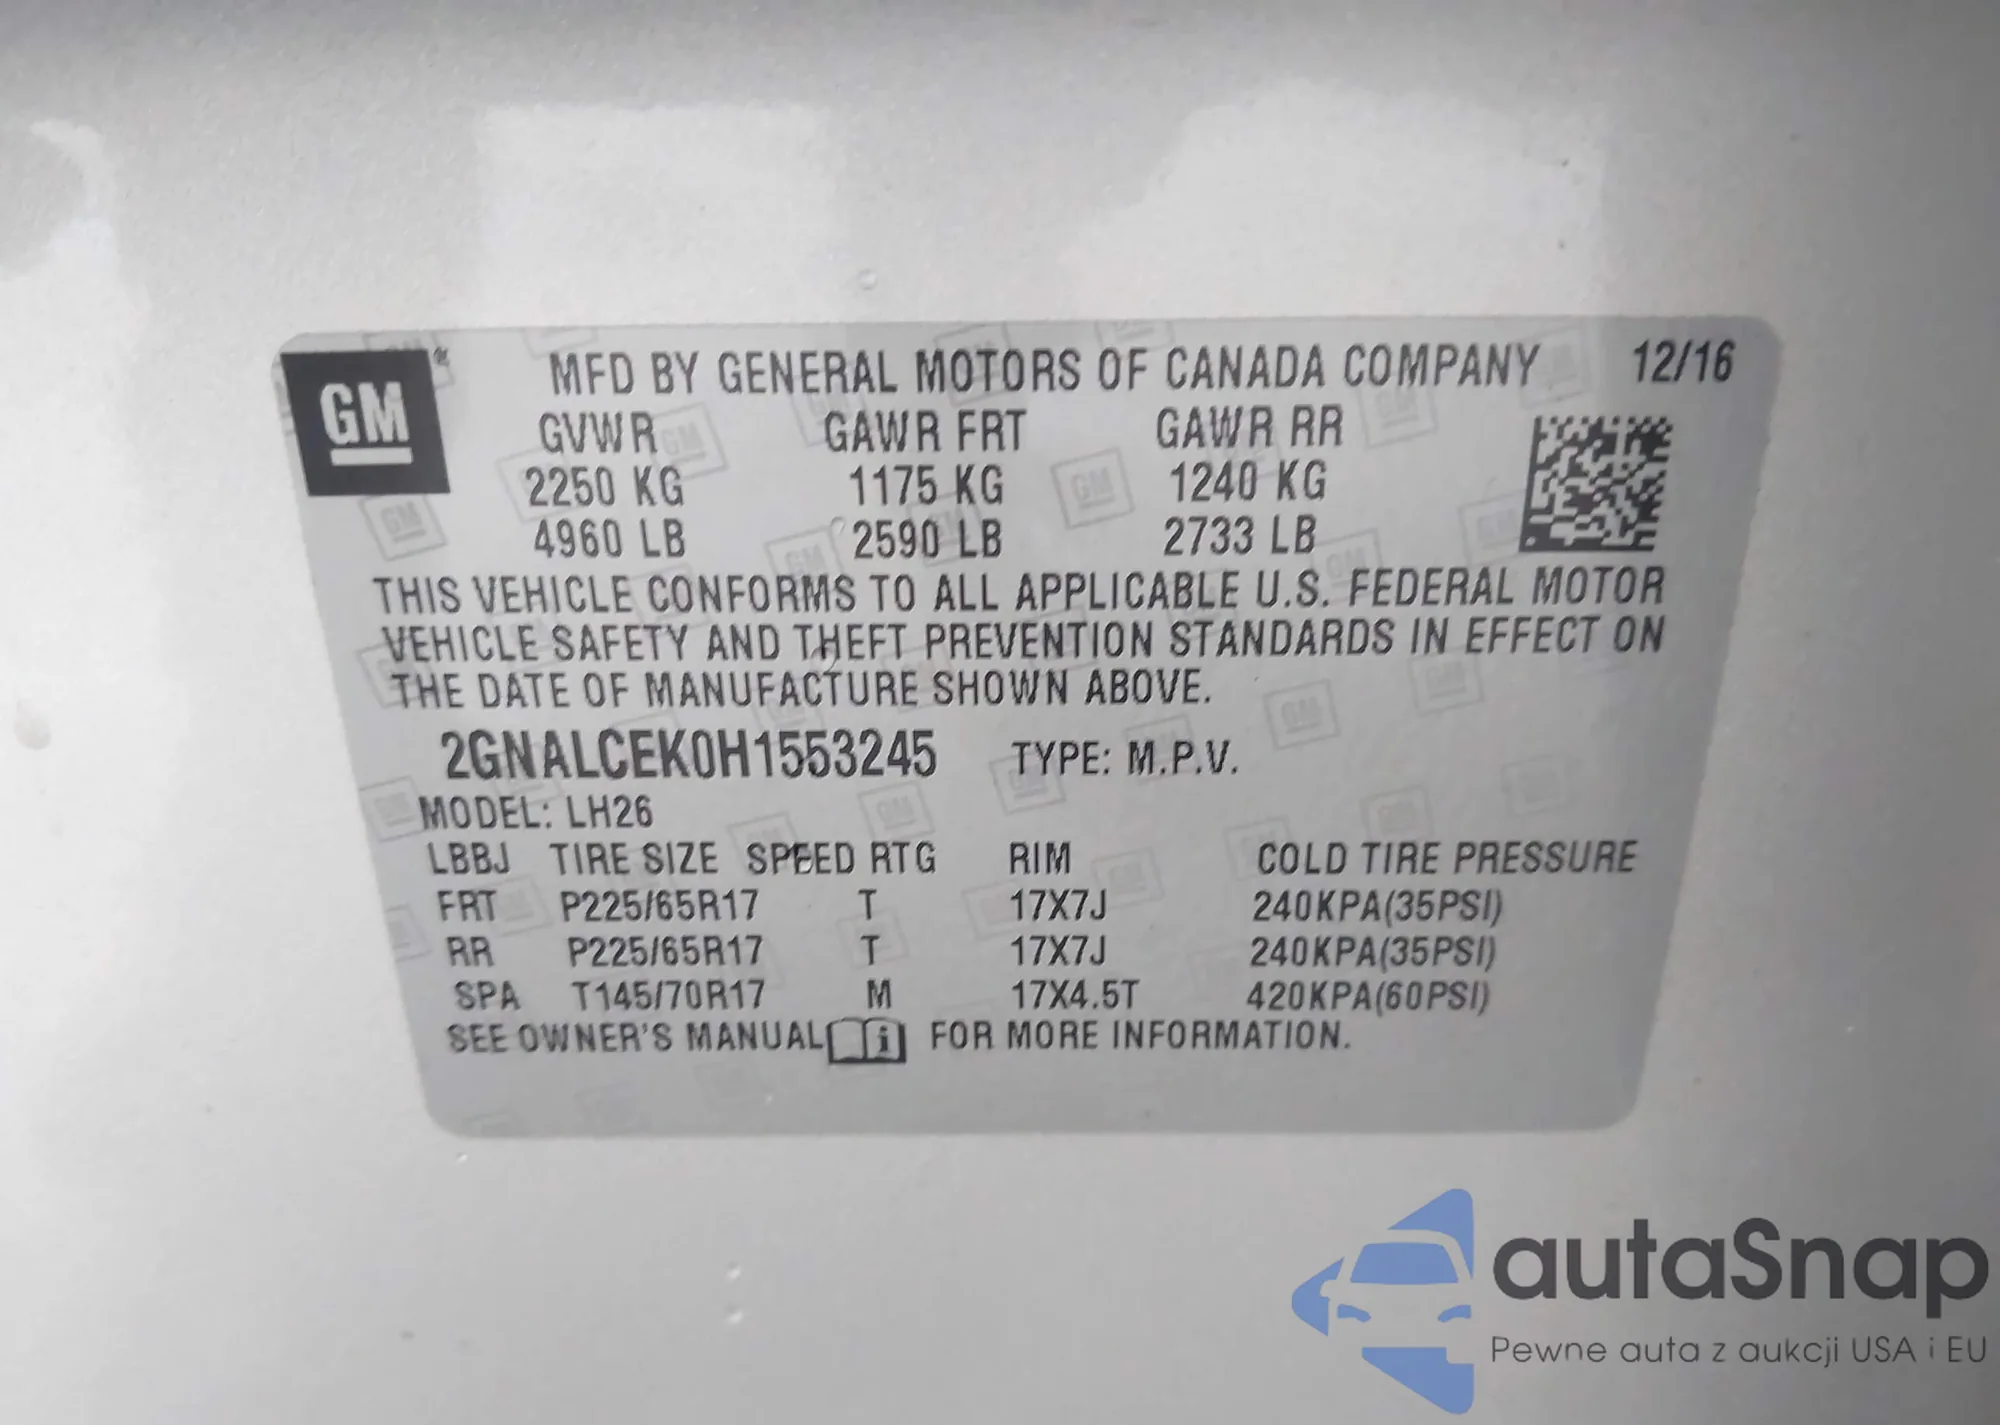 GM
MFD BY GENERAL MOTORS OF CANADA COMPANY 12/16
GVWR GAWR FRT GAWR RR
2250 KG 1175 KG 1240 KG
4960 LB 2590 LB 2733 LB
THIS VEHICLE CONFORMS TO ALL APPLICABLE U.S. FEDERAL MOTOR
VEHICLE SAFETY AND THEFT PREVENTION STANDARDS IN EFFECT ON
THE DATE OF MANUFACTURE SHOWN ABOVE.
2GNALCEK0H1553245 TYPE: M.P.V.
MODEL: LH26
LBBJ TIRE SIZE SPEED RTG RIM COLD TIRE PRESSURE
FRT P225/65R17 T 17X7J 240KPA(35PSI)
RR P225/65R17 T 17X7J 240KPA(35PSI)
SPA T145/70R17 M 17X4.5T 420KPA(60PSI)
SEE OWNER'S MANUAL i FOR MORE INFORMATION.
autaSnap
Pewne auta z aukcji USA i EU